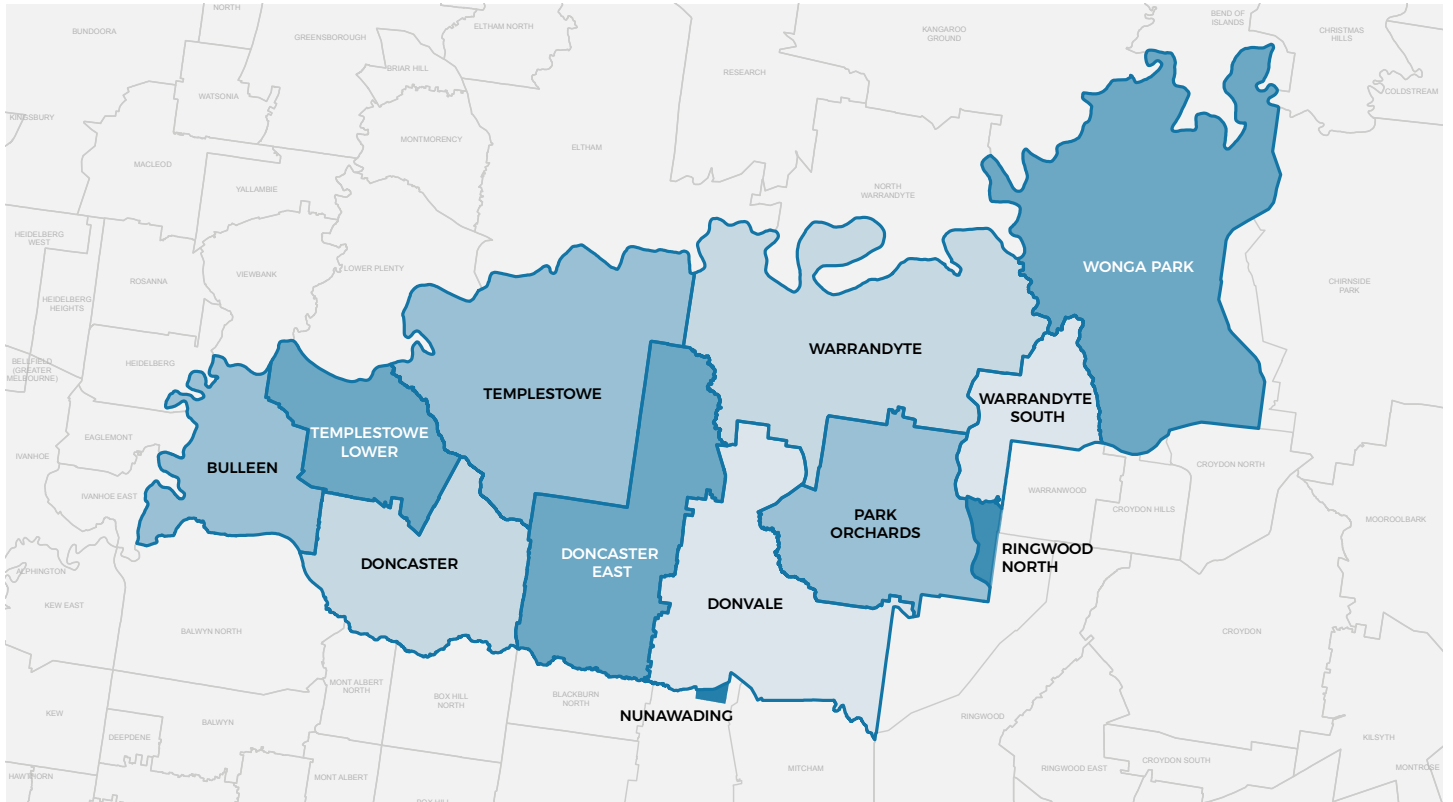 NORTH
BUNDOORA
GREENSBOROUGH
ELTHAM NORTH
KANGAROO
GROUND
BEND OF
ISLANDS
CHRISTMAS
HILLS
BRIAR HILL
RESEARCH
WATSONIA
COLDSTREAM
KINGSBURY
MONTMORENCY
ELTHAM
MACLEOD
YALLAMBIE
NORTH
WARRANDYTE
HEIDELBERG
WEST
VIEWBANK
LOWER PLENTY
ROSANNA
WONGA PARK
CHIRNSIDE
PARK
HEIDELBERG
HEIGHTS
WARRANDYTE
BELLFIELD
(GREATER
MELBOURNE)
HEIDELBERG
TEMPLESTOWE
WARRANDYTE
SOUTH
EAGLEMONT
TEMPLESTOWE
LOWER
IVANHOE
BULLEEN
CROYDON NORTH
IVANHOE EAST
WARRANWOOD
CROYDON HILLS
PARK
ORCHARDS
MOOROOLBARK
RINGWOOD
NORTH
DONCASTER
DONCASTER
EAST
ALPHINGTON
KEW EAST
DONVALE
BALWYN NORTH
CROYDON
MONT ALBERT
NORTH
BOX HILL
NORTH
BLACKBURN
NORTH
NUNAWADING
KEW
BALWYN
RINGWOOD
DEEPDENE
KILSYTH
HAWTHORN
MONT ALBERT
MITCHAM
RINGWOOD EAST
CROYDON SOUTH
MONTROSE
BOX HILL